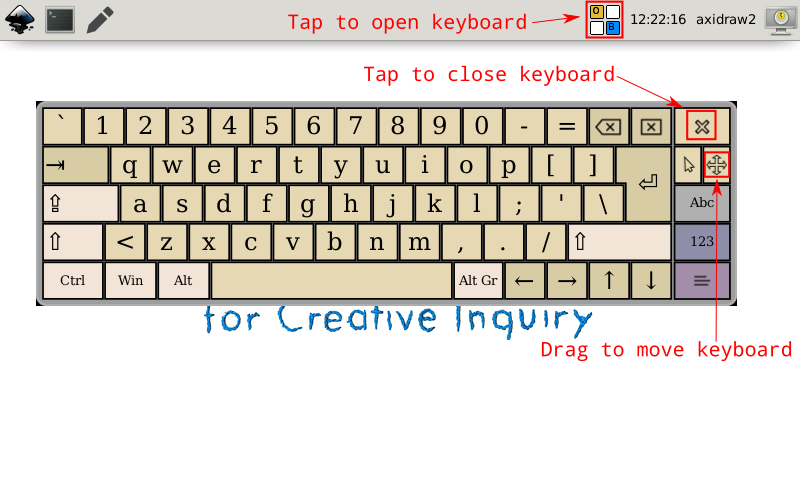 Tap to open keyboard
O
B
12:22:16 axidraw2
Tap to close keyboard
` 1 2 3 4 5 6 7 8 9 0 - =
q w e r t y u i o p [ ]
a s d f g h j k l ; ' \ Abc
< z x c v b n m , . / 123
Ctrl Win Alt Alt Gr ← → ↑ ↓
for Creative Inquiry
Drag to move keyboard